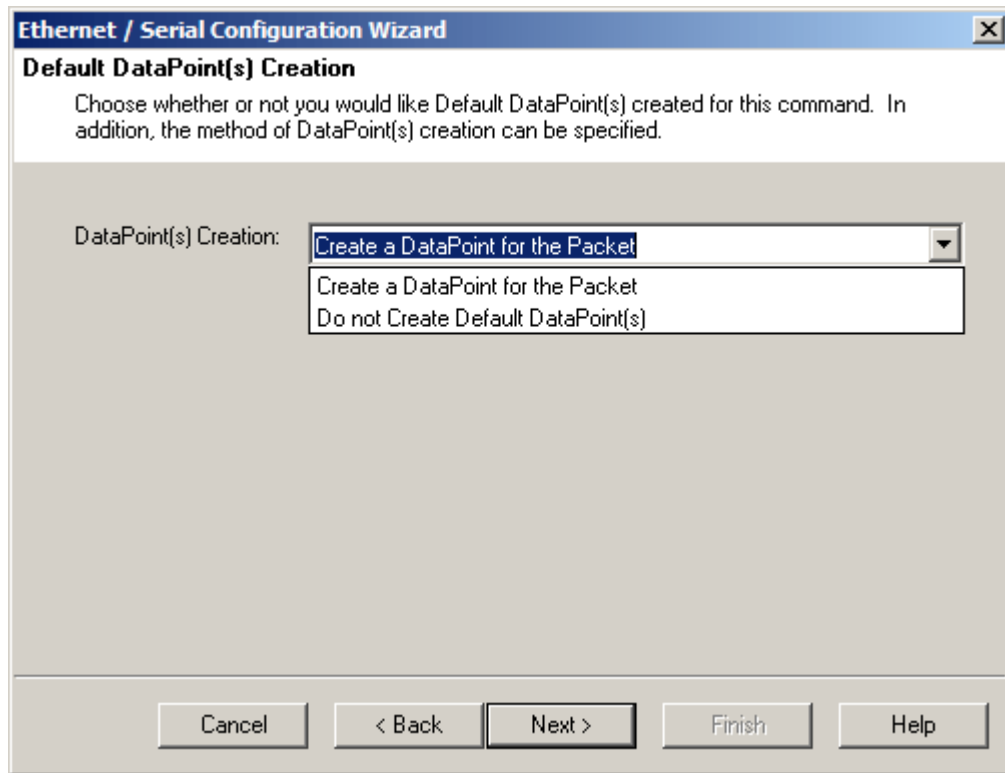 Ethernet / Serial Configuration Wizard
Default DataPoint(s) Creation
Choose whether or not you would like Default DataPoint(s) created for this command. In
addition, the method of DataPoint(s) creation can be specified.
DataPoint(s) Creation:
Create a DataPoint for the Packet
Create a DataPoint for the Packet
Do not Create Default DataPoint(s)
Cancel
< Back
Next >
Finish
Help